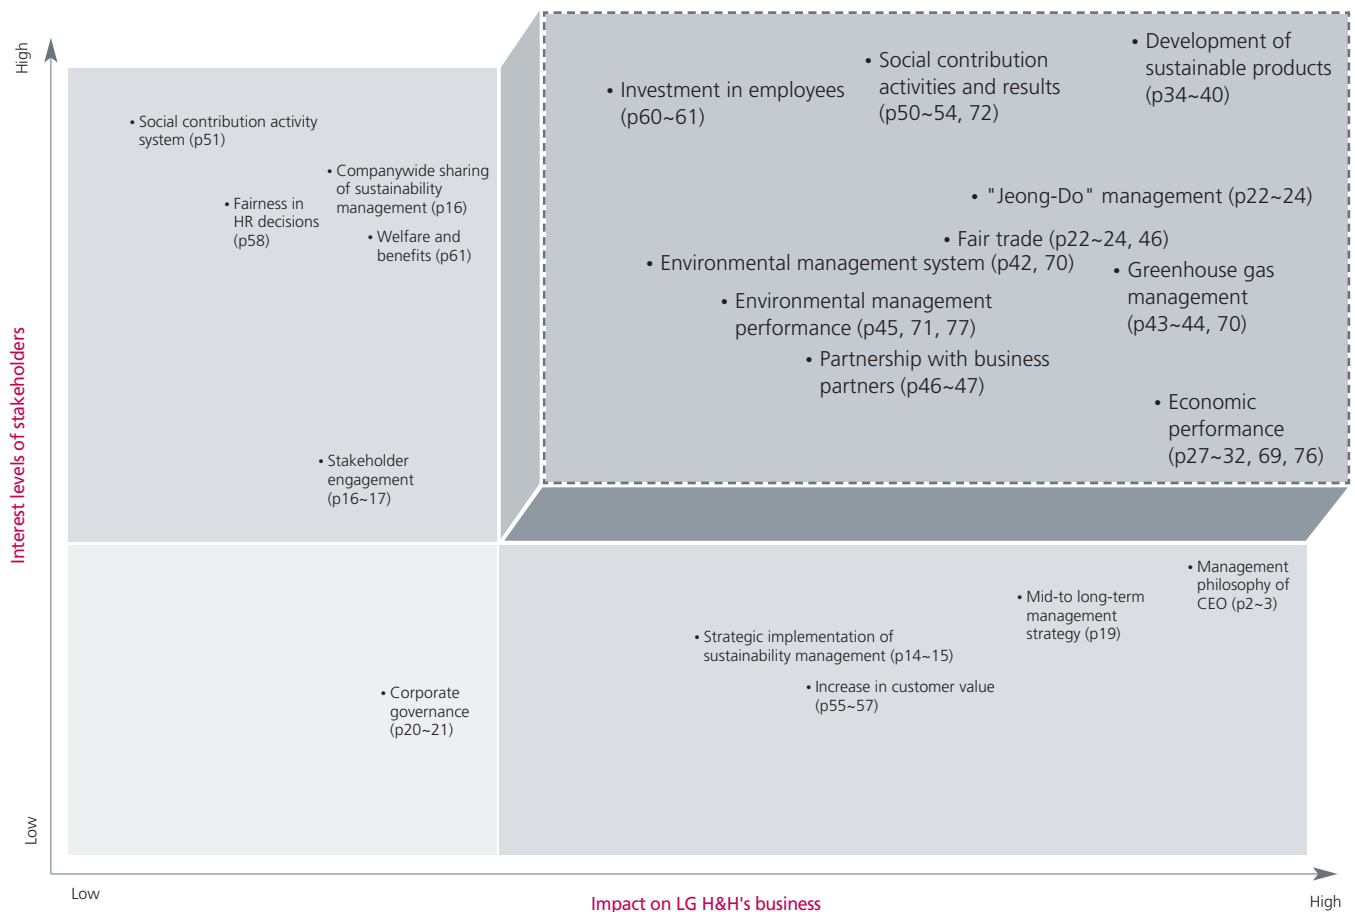 High
Interest levels of stakeholders
Low
• Social contribution activity
system (p51)
• Companywide sharing
of sustainability
management (p16)
• Fairness in
HR decisions
(p58)
• Welfare and
benefits (p61)
• Stakeholder
engagement
(p16~17)
• Investment in employees
(p60~61)
• Social contribution
activities and results
(p50~54, 72)
• Development of
sustainable products
(p34~40)
• "Jeong-Do" management (p22~24)
• Fair trade (p22~24, 46)
• Environmental management system (p42, 70)
• Greenhouse gas
management
(p43~44, 70)
• Environmental management
performance (p45, 71, 77)
• Partnership with business
partners (p46~47)
• Economic
performance
(p27~32, 69, 76)
• Corporate
governance
(p20~21)
• Management
philosophy of
CEO (p2~3)
• Mid-to long-term
management
strategy (p19)
• Strategic implementation of
sustainability management (p14~15)
• Increase in customer value
(p55~57)
Low
Impact on LG H&H's business
High